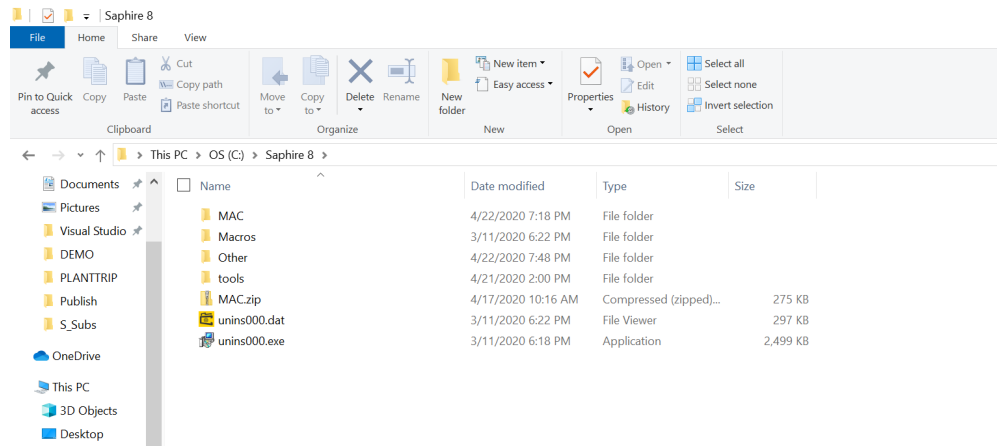 Saphire 8
File Home Share View
Pin to Quick access
Copy
Paste
Cut
Copy path
Paste shortcut
Clipboard
Move to
Copy to
Delete
Rename
Organize
New folder
New item
Easy access
New
Properties
Open
Edit
History
Open
Select all
Select none
Invert selection
Select
This PC > OS (C:) > Saphire 8 >
Documents
Pictures
Visual Studio
DEMO
PLANTTRIP
Publish
S_Subs
OneDrive
This PC
3D Objects
Desktop
Name Date modified Type Size
MAC 4/22/2020 7:18 PM File folder
Macros 3/11/2020 6:22 PM File folder
Other 4/22/2020 7:48 PM File folder
tools 4/21/2020 2:00 PM File folder
MAC.zip 4/17/2020 10:16 AM Compressed (zipped)... 275 KB
unins000.dat 3/11/2020 6:22 PM File Viewer 297 KB
unins000.exe 3/11/2020 6:18 PM Application 2,499 KB